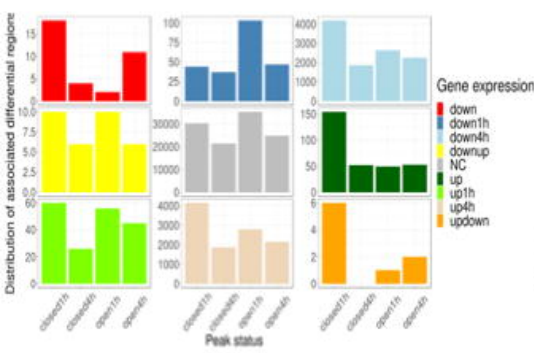 Distribution of associated differential regions
15
10
5
0
100
75
50
25
0
4000
3000
2000
1000
0
10.0
7.5
5.0
2.5
0.0
30000
20000
10000
0
150
100
50
0
60
40
20
0
4000
3000
2000
1000
0
6
4
2
0
closed1h
closed4h
open1h
open4h
closed1h
closed4h
open1h
open4h
closed1h
closed4h
open1h
open4h
Peak status
Gene expression
down
down1h
down4h
downup
NC
up
up1h
up4h
updown